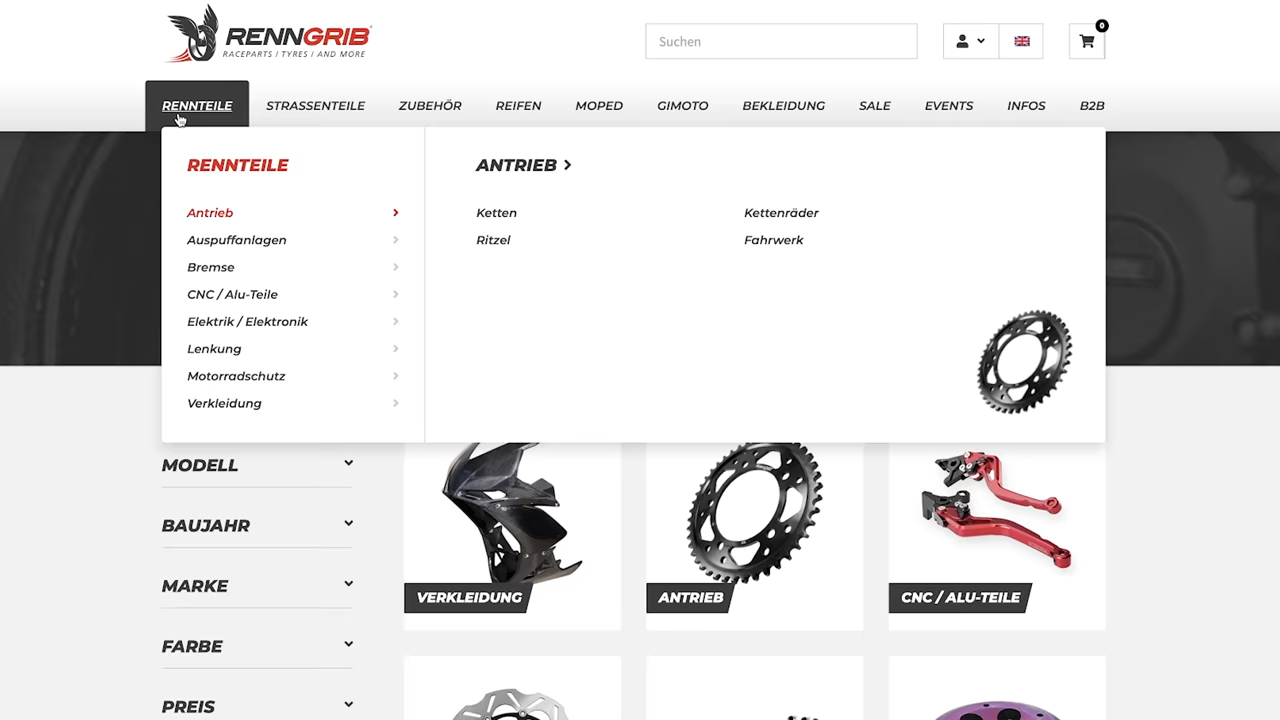 RENNGRIB
RACEPARTS / TYRES / AND MORE
Suchen
0
RENNTEILE
STRASSENTEILE
ZUBEHÖR
REIFEN
MOPED
GIMOTO
BEKLEIDUNG
SALE
EVENTS
INFOS
B2B
RENNTEILE
Antrieb
Auspuffanlagen
Bremse
CNC / Alu-Teile
Elektrik / Elektronik
Lenkung
Motorradschutz
Verkleidung
ANTRIEB
Ketten
Kettenräder
Ritzel
Fahrwerk
MODELL
BAUJAHR
MARKE
FARBE
PREIS
VERKLEIDUNG
ANTRIEB
CNC / ALU-TEILE